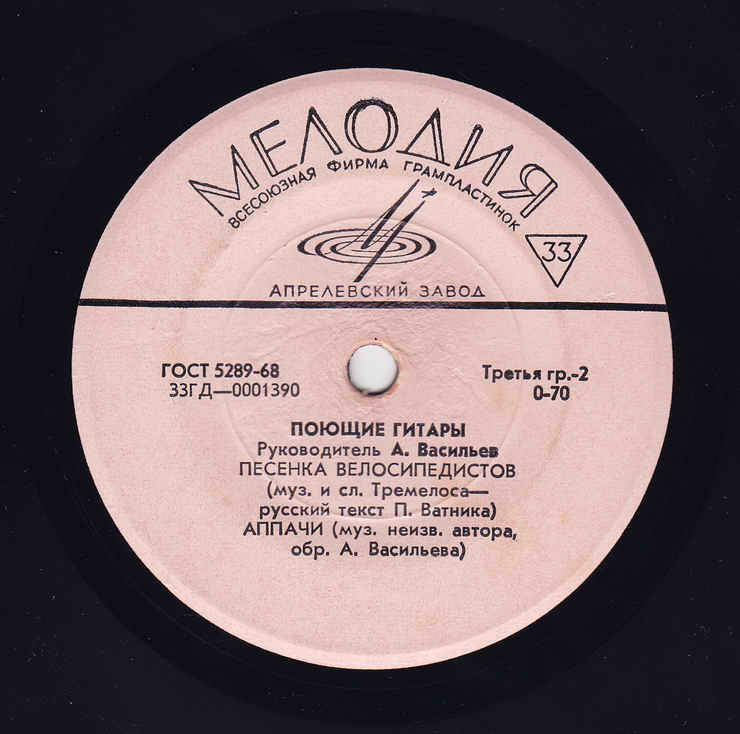 МЕЛОДИЯ
ВСЕСОЮЗНАЯ ФИРМА ГРАМПЛАСТИНОК
33
АПРЕЛЕВСКИЙ ЗАВОД
ГОСТ 5289-68
33ГД—0001390
Третья гр.-2
0-70
ПОЮЩИЕ ГИТАРЫ
Руководитель А. Васильев
ПЕСЕНКА ВЕЛОСИПЕДИСТОВ
(муз. и сл. Тремелоса—
русский текст П. Ватника)
АППАЧИ (муз. неизв. автора,
обр. А. Васильева)